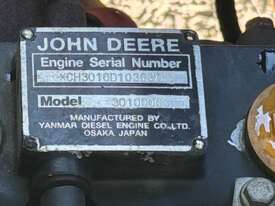 JOHN DEERE
Engine Serial Number
Model
MANUFACTURED BY
YANMAR DIESEL ENGINE CO.,LTD.
OSAKA JAPAN